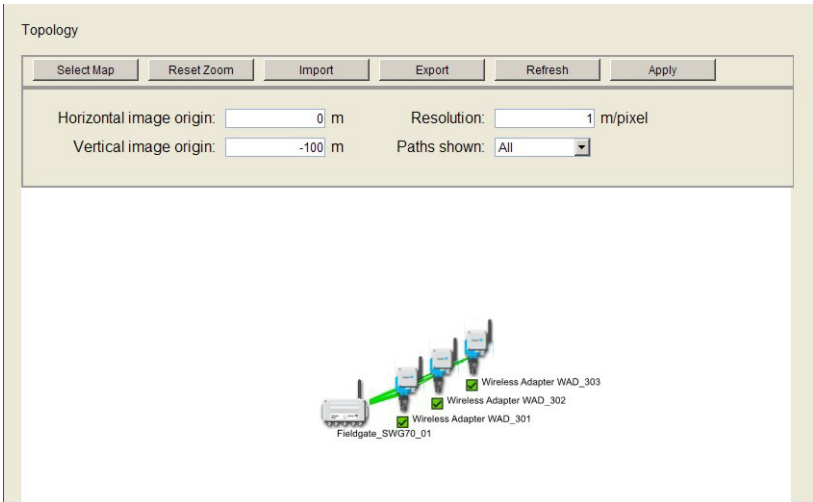 Topology
Select Map Reset Zoom Import Export Refresh Apply
Horizontal image origin: 0 m Resolution: 1 m/pixel
Vertical image origin: -100 m Paths shown: All
Wireless Adapter WAD_303
Wireless Adapter WAD_302
Wireless Adapter WAD_301
Fieldgate_SWG70_01